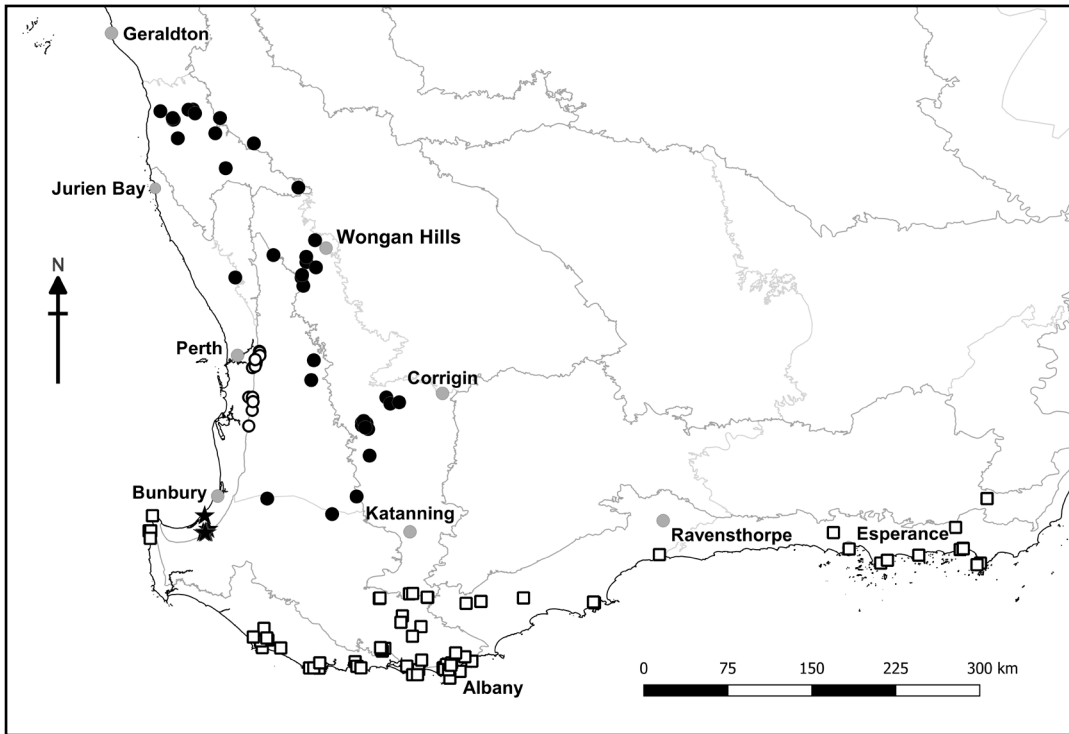 Geraldton
Jurien Bay
Wongan Hills
N
Perth
Corrigin
Bunbury
Katanning
Ravensthorpe
Esperance
Albany
0 75 150 225 300 km